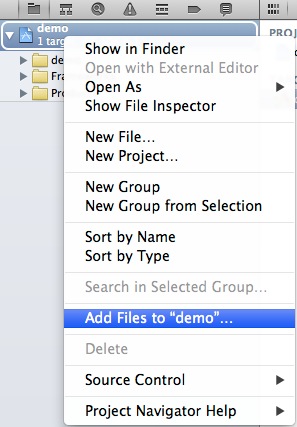 demo
PROJ
1 targ
Show in Finder
Open with External Editor
de
Open As
Fra
Show File Inspector
Pro
New File...
New Project...
New Group
New Group from Selection
Sort by Name
Sort by Type
Search in Selected Group...
Add Files to “demo”...
Delete
Source Control
Project Navigator Help